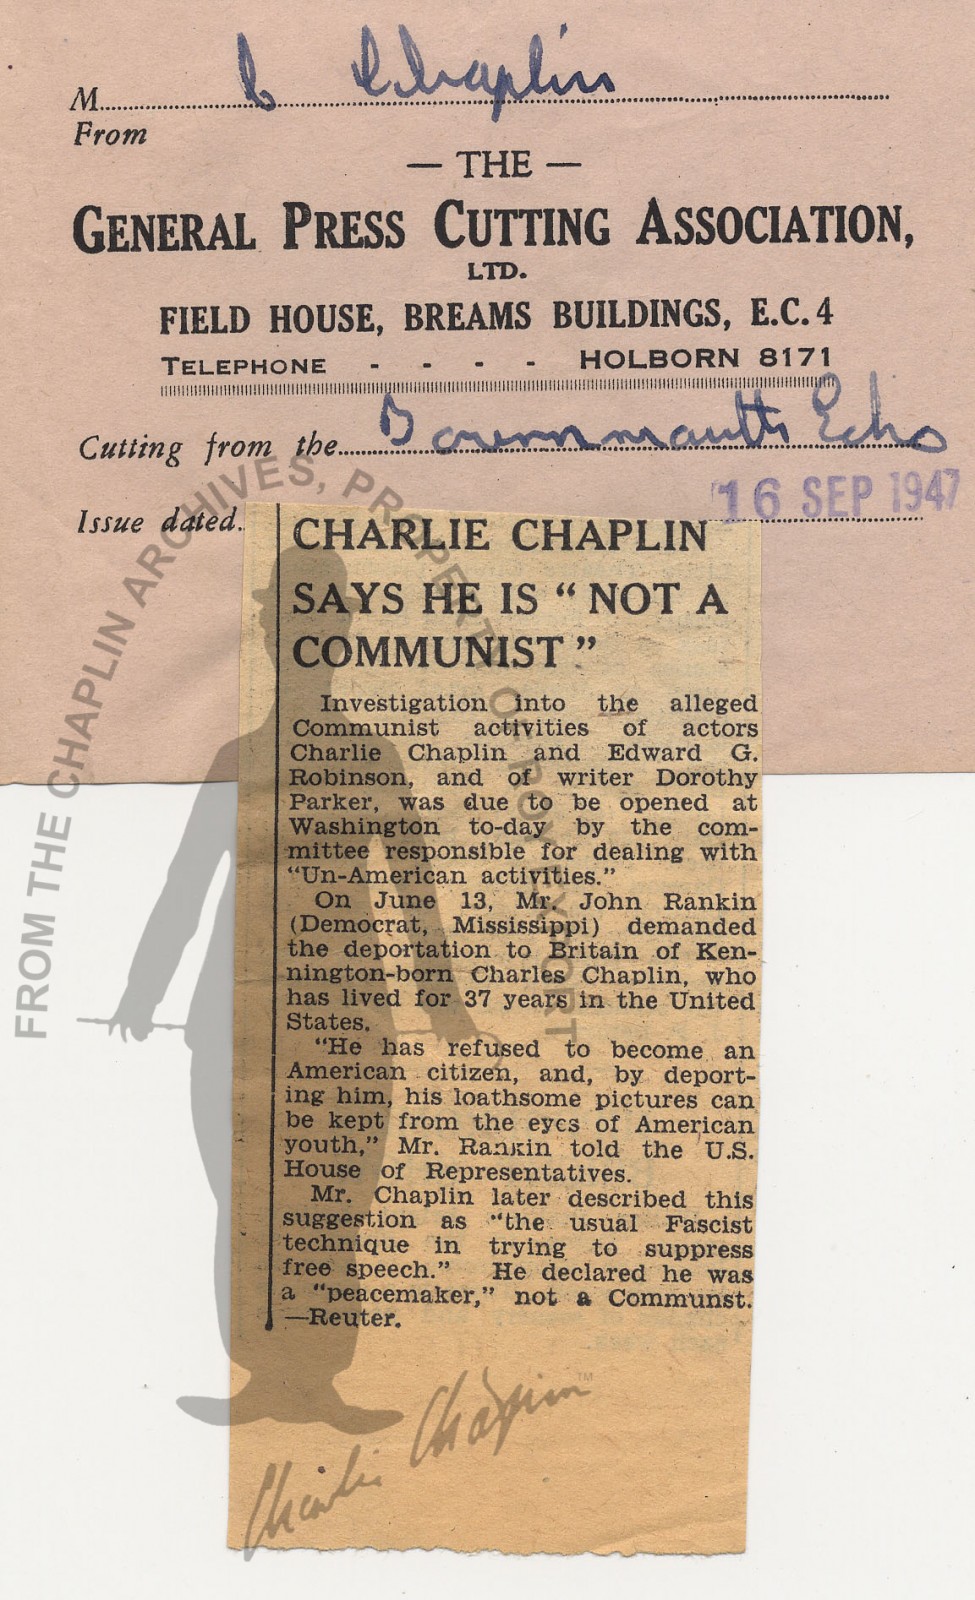 M C Chaplin
From
— THE —
GENERAL PRESS CUTTING ASSOCIATION,
LTD.
FIELD HOUSE, BREAMS BUILDINGS, E.C.4
TELEPHONE - - - - HOLBORN 8171
Cutting from the Bournmouth Echo
Issue dated. 16 SEP 1947
CHARLIE CHAPLIN
SAYS HE IS “ NOT A
COMMUNIST ”
Investigation into the alleged
Communist activities of actors
Charlie Chaplin and Edward G.
Robinson, and of writer Dorothy
Parker, was due to be opened at
Washington to-day by the com-
mittee responsible for dealing with
“Un-American activities.”
On June 13, Mr. John Rankin
(Democrat, Mississippi) demanded
the deportation to Britain of Ken-
nington-born Charles Chaplin, who
has lived for 37 years in the United
States.
“He has refused to become an
American citizen, and, by deport-
ing him, his loathsome pictures can
be kept from the eyes of American
youth,” Mr. Rankin told the U.S.
House of Representatives.
Mr. Chaplin later described this
suggestion as “the usual Fascist
technique in trying to suppress
free speech.” He declared he was
a “peacemaker,” not a Communst.
—Reuter.
FROM THE CHAPLIN ARCHIVES, PROPERTY OF ROY EXPORT
Charlie Chaplin TM